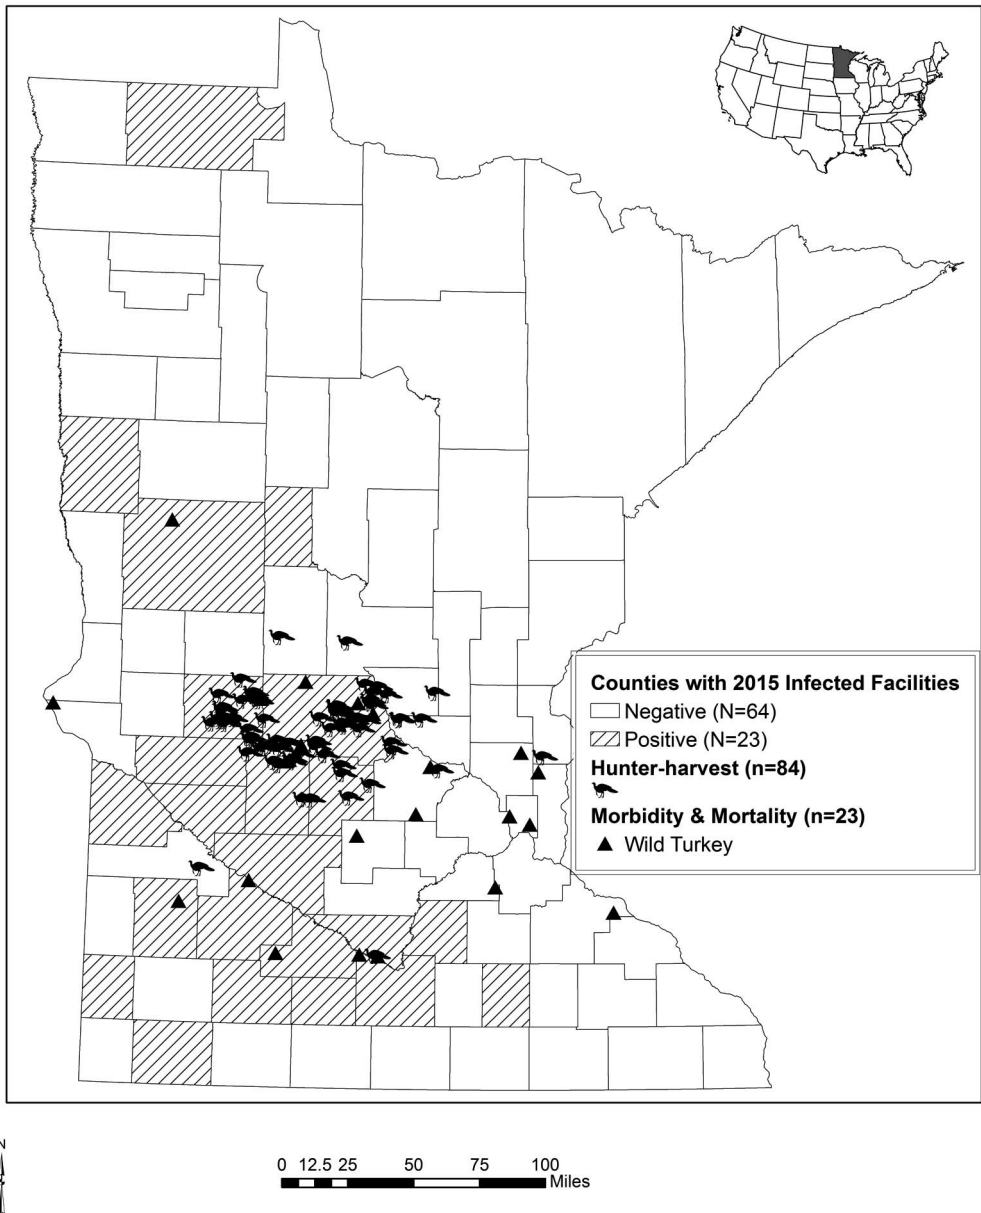 Counties with 2015 Infected Facilities
Negative (N=64)
Positive (N=23)
Hunter-harvest (n=84)
Morbidity & Mortality (n=23)
Wild Turkey
N
0 12.5 25 50 75 100
Miles